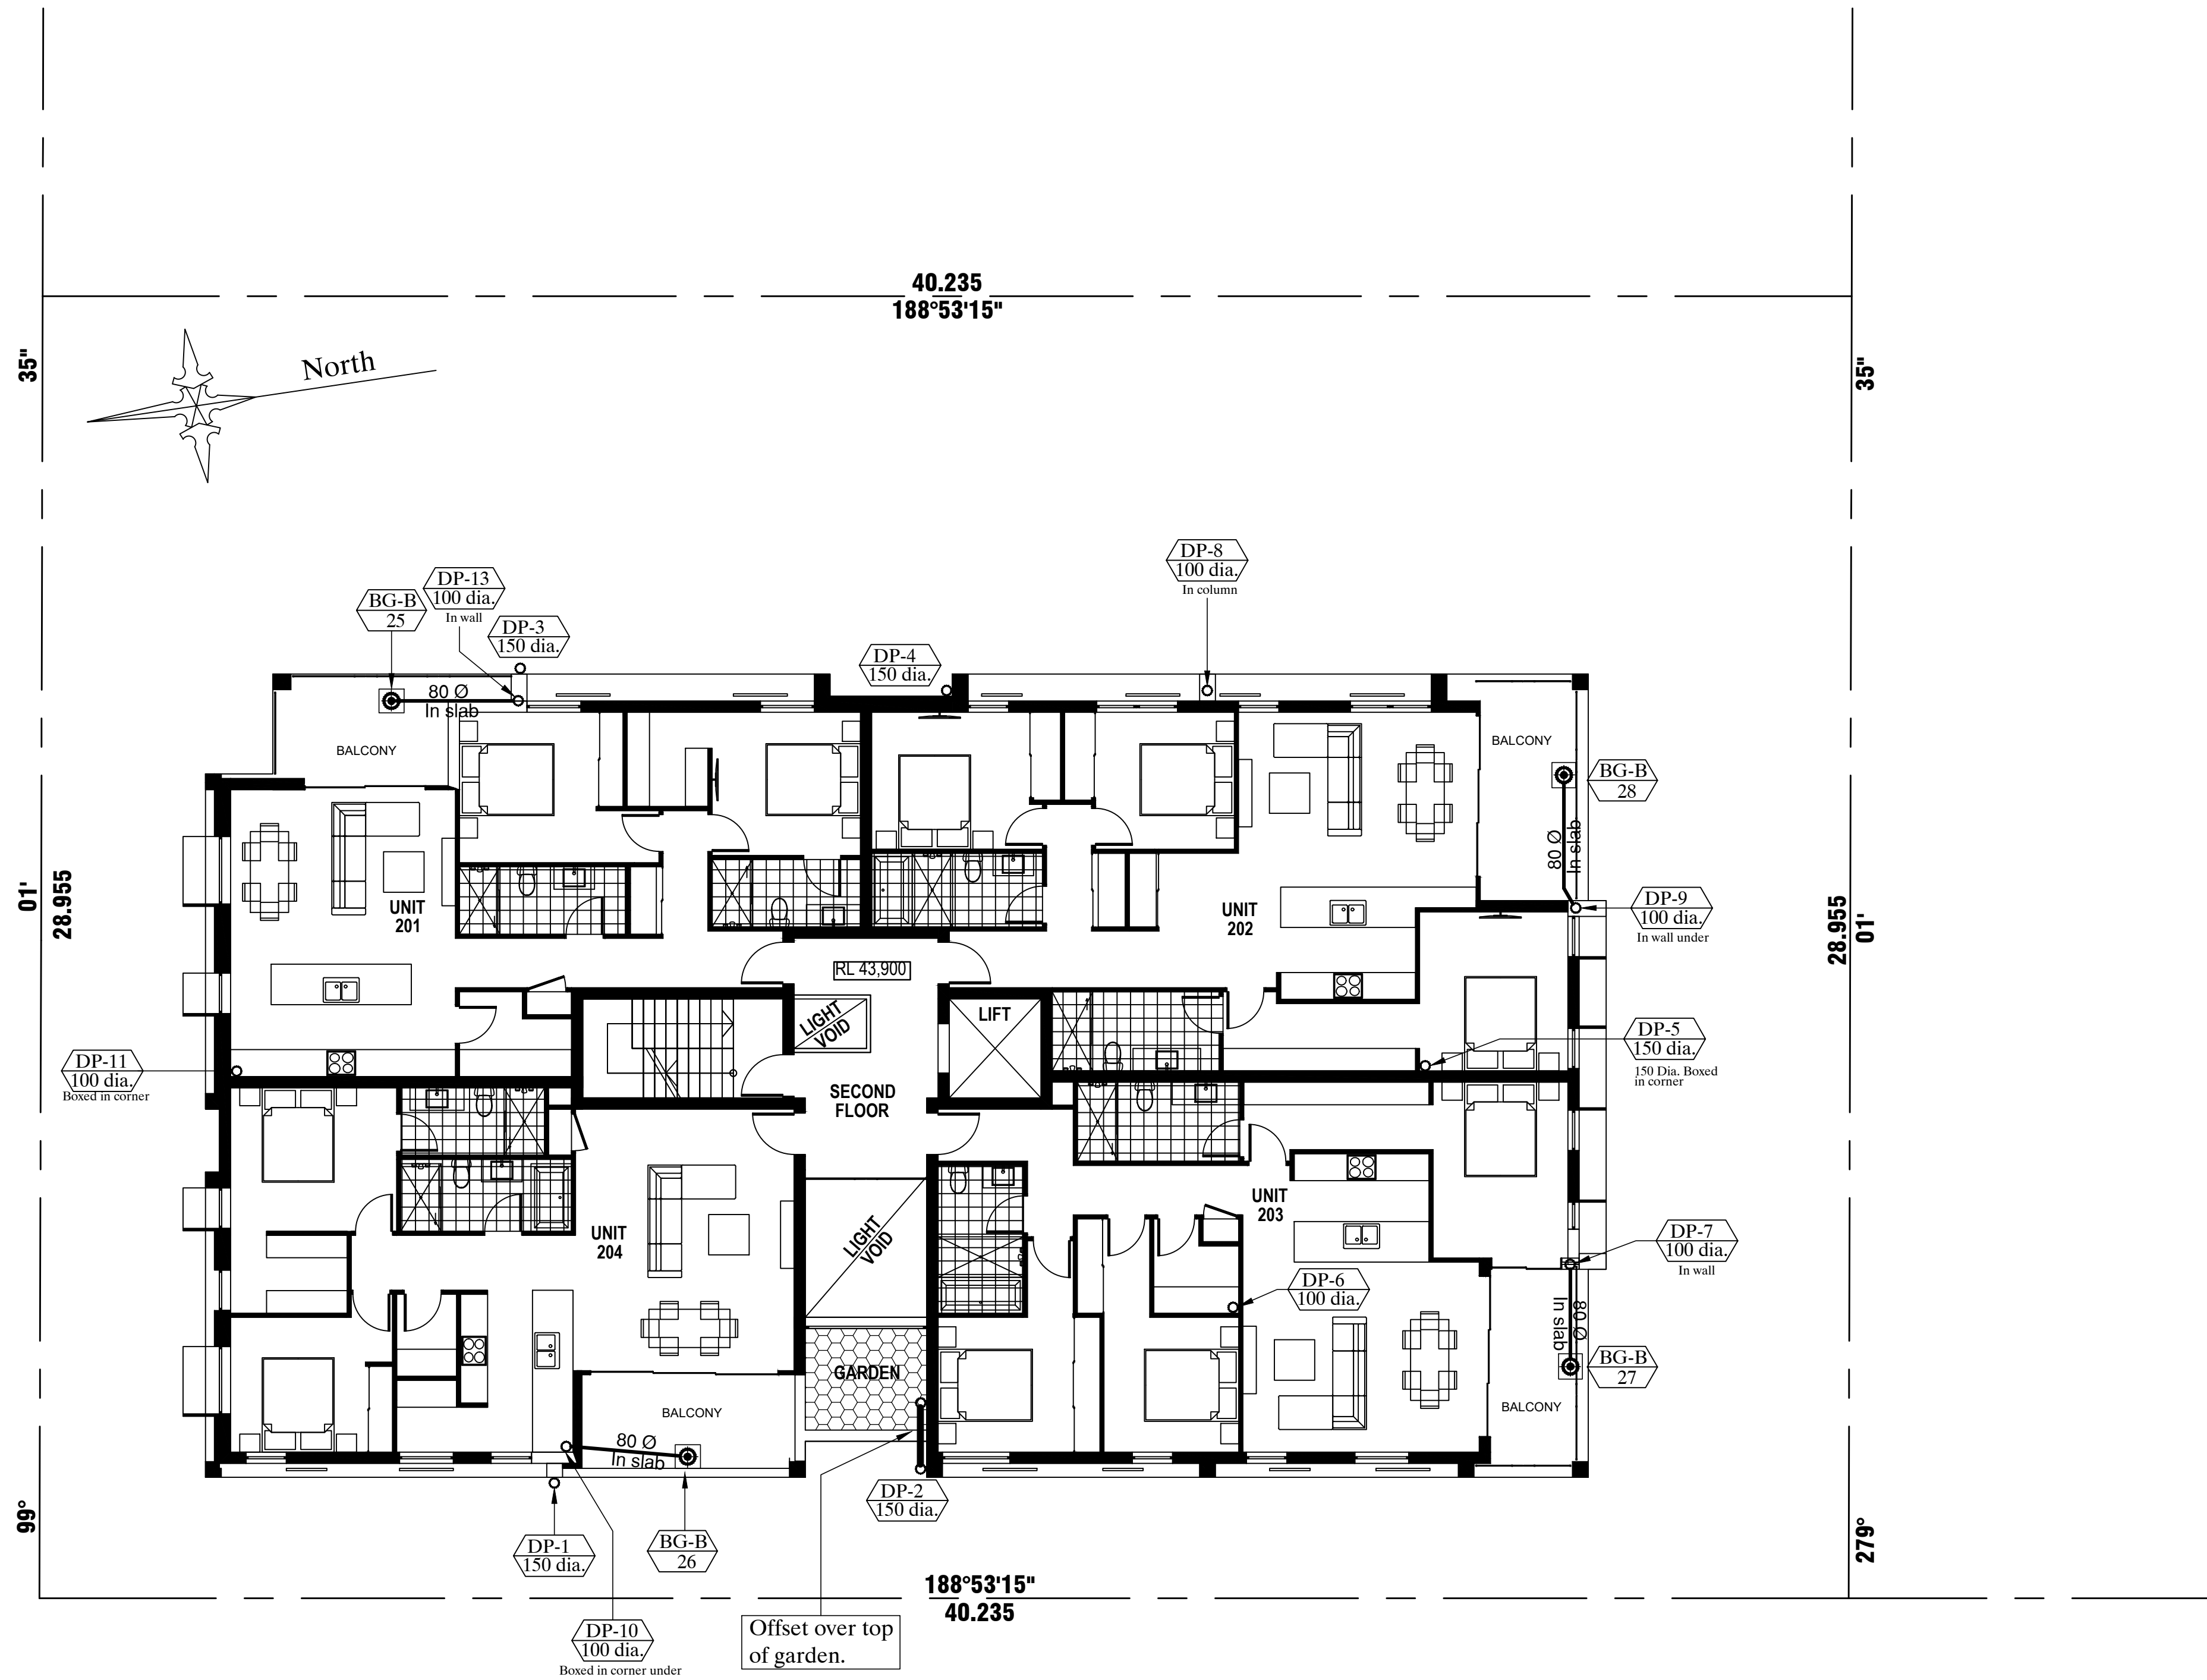 40.235
188°53'15"
35"
North
35"
DP-8
100 dia.
In column
DP-13
100 dia.
In wall
BG-B
25
DP-3
150 dia.
DP-4
150 dia.
80 Ø
In slab
BALCONY
BALCONY
BG-B
28
80 Ø
In slab
01'
28.955
UNIT
201
UNIT
202
DP-9
100 dia.
In wall under
28.955
01'
RL 43,900
LIGHT
VOID
LIFT
DP-5
150 dia.
150 Dia. Boxed
in corner
DP-11
100 dia.
Boxed in corner
SECOND
FLOOR
UNIT
204
LIGHT
VOID
UNIT
203
DP-7
100 dia.
In wall
DP-6
100 dia.
80 Ø
In slab
GARDEN
BG-B
27
BALCONY
BALCONY
80 Ø
In slab
DP-2
150 dia.
99°
279°
DP-1
150 dia.
BG-B
26
188°53'15"
40.235
DP-10
100 dia.
Boxed in corner under
Offset over top
of garden.